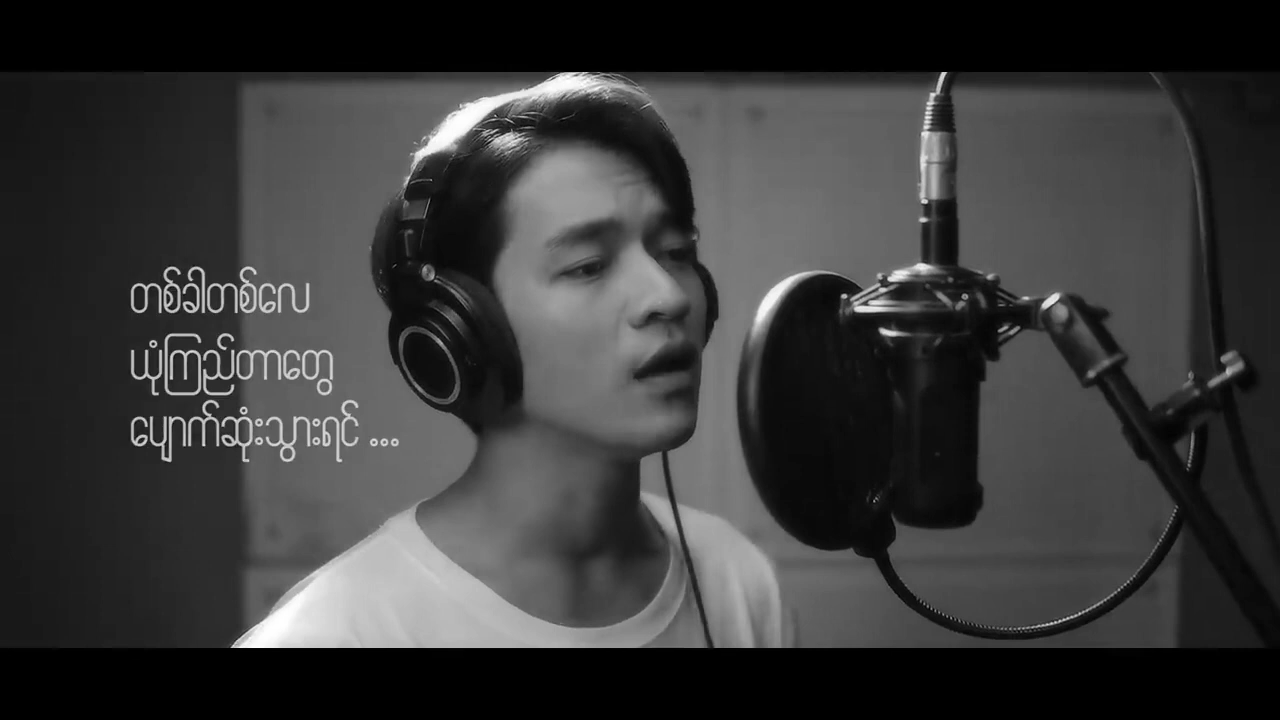 တစ်ခါတစ်လေ
ယုံကြည်တာတွေ
ပျောက်ဆုံးသွားရင် ...